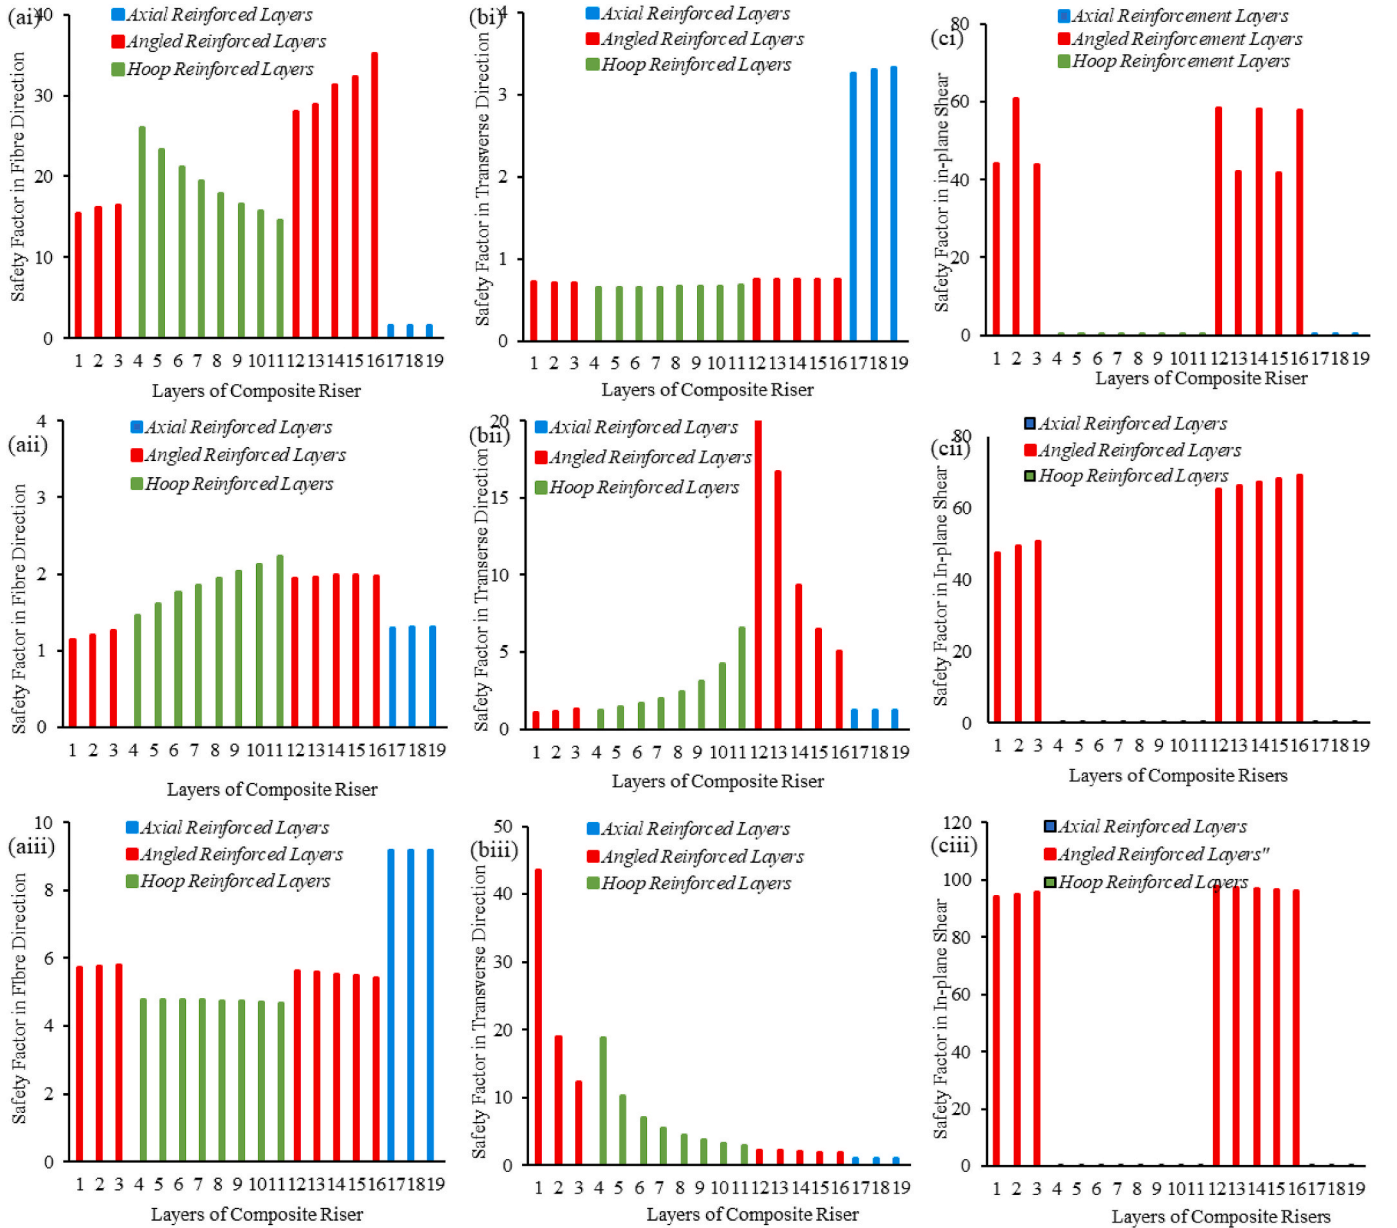 (ai)
Safety Factor in Fibre Direction
40
30
20
10
0
Axial Reinforced Layers
Angled Reinforced Layers
Hoop Reinforced Layers
1 2 3 4 5 6 7 8 9 10 11 12 13 14 15 16 17 18 19
Layers of Composite Riser
(bi)
Safety Factor in Transverse Direction
4
3
2
1
0
Axial Reinforced Layers
Angled Reinforced Layers
Hoop Reinforced Layers
1 2 3 4 5 6 7 8 9 10 11 12 13 14 15 16 17 18 19
Layers of Composite Riser
(ci)
Safety Factor in in-plane Shear
80
60
40
20
0
Axial Reinforcement Layers
Angled Reinforcement Layers
Hoop Reinforcement Layers
1 2 3 4 5 6 7 8 9 10 11 12 13 14 15 16 17 18 19
Layers of Composite Riser
(aii)
Safety Factor in Fibre Direction
4
3
2
1
0
Axial Reinforced Layers
Angled Reinforced Layers
Hoop Reinforced Layers
1 2 3 4 5 6 7 8 9 10 11 12 13 14 15 16 17 18 19
Layers of Composite Riser
(bii)
Safety Factor in Transerse Direction
20
15
10
5
0
Axial Reinforced Layers
Angled Reinforced Layers
Hoop Reinforced Layers
1 2 3 4 5 6 7 8 9 10 11 12 13 14 15 16 17 18 19
Layers of Composite Riser
(cii)
Safety Factor in In-plane Shear
80
60
40
20
0
Axial Reinforced Layers
Angled Reinforced Layers
Hoop Reinforced Layers
1 2 3 4 5 6 7 8 9 10 11 12 13 14 15 16 17 18 19
Layers of Composite Risers
(aiii)
Safety Factor in FIbre Direction
10
8
6
4
2
0
Axial Reinforced Layers
Angled Reinforced Layers
Hoop Reinforced Layers
1 2 3 4 5 6 7 8 9 10 11 12 13 14 15 16 17 18 19
Layers of Composite Riser
(biii)
Safety Factor in Transverse Direction
50
40
30
20
10
0
Axial Reinforced Layers
Angled Reinforced Layers
Hoop Reinforced Layers
1 2 3 4 5 6 7 8 9 10 11 12 13 14 15 16 17 18 19
Layers of Composite Riser
(ciii)
Safety Factor in In-plane Shear
120
100
80
60
40
20
0
Axial Reinforced Layers
Angled Reinforced Layers"
Hoop Reinforced Layers
1 2 3 4 5 6 7 8 9 10 11 12 13 14 15 16 17 18 19
Layers of Composite Risers